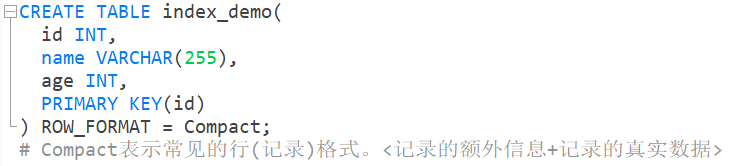 CREATE TABLE index_demo(
  id INT,
  name VARCHAR(255),
  age INT,
  PRIMARY KEY(id)
) ROW_FORMAT = Compact;
# Compact表示常见的行(记录)格式。<记录的额外信息+记录的真实数据>